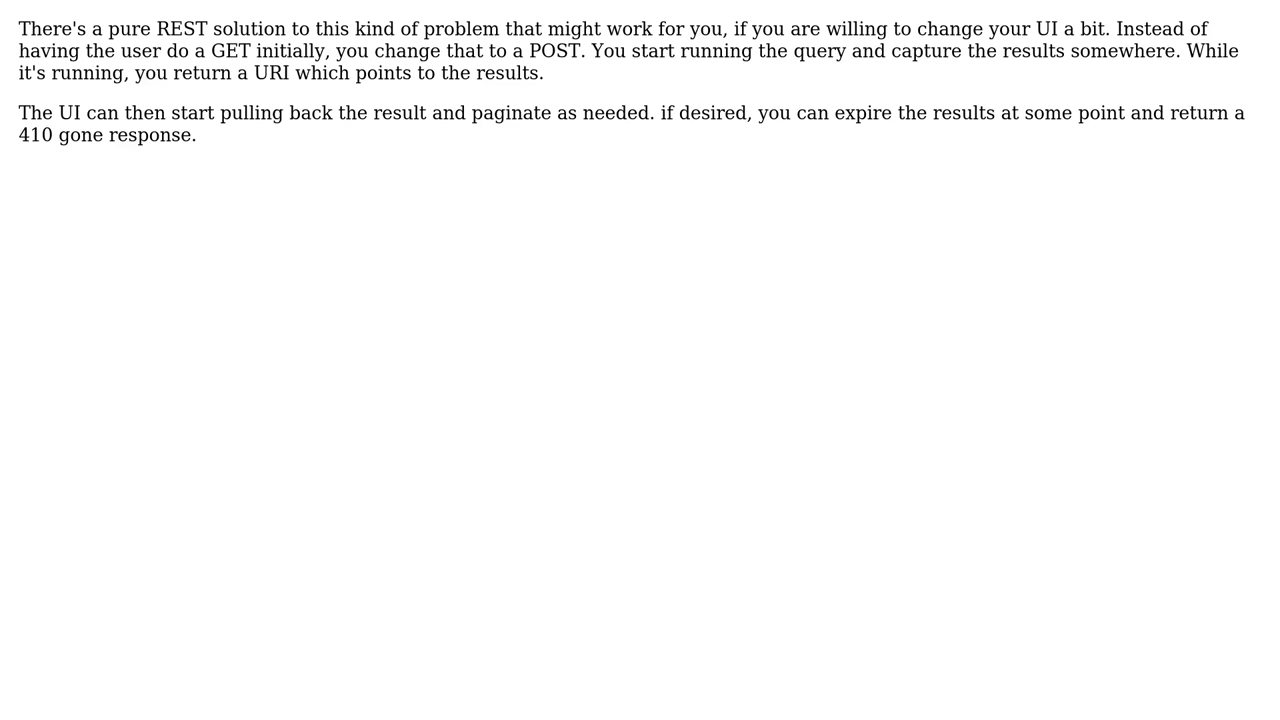 There's a pure REST solution to this kind of problem that might work for you, if you are willing to change your UI a bit. Instead of
having the user do a GET initially, you change that to a POST. You start running the query and capture the results somewhere. While
it's running, you return a URI which points to the results.
The UI can then start pulling back the result and paginate as needed. if desired, you can expire the results at some point and return a
410 gone response.